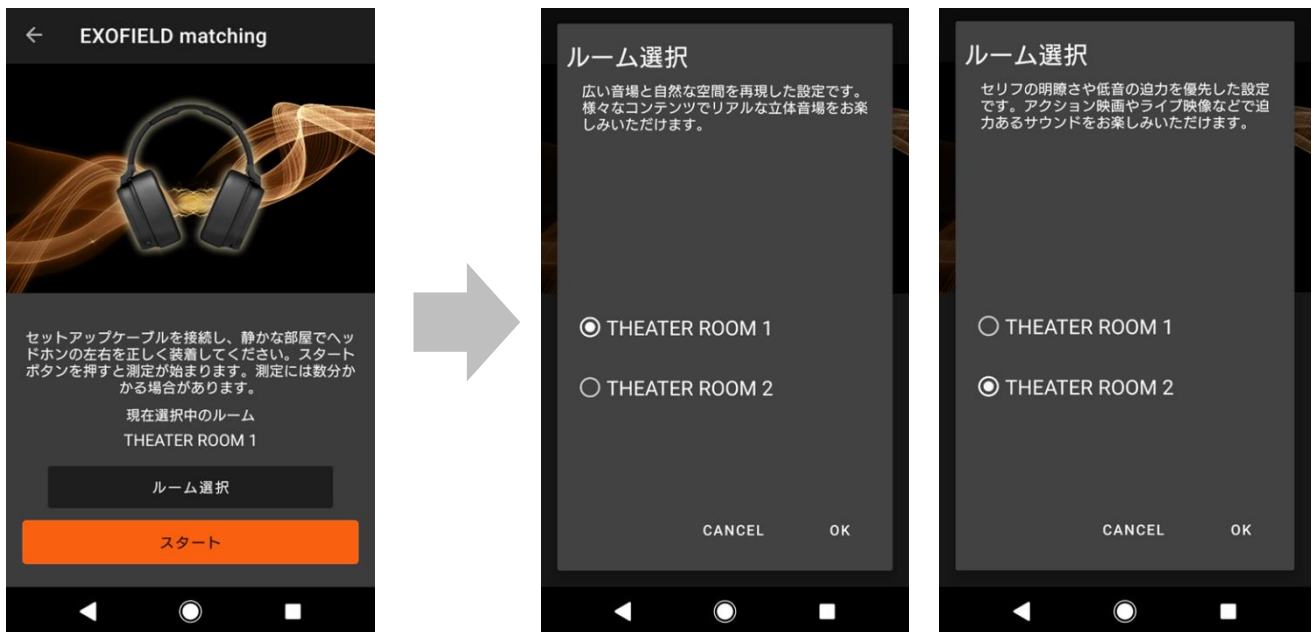 EXOFIELD matching
セットアップケーブルを接続し、静かな部屋でヘッ
ドホンの左右を正しく装着してください。スタート
ボタンを押すと測定が始まります。測定には数分か
かる場合があります。
現在選択中のルーム
THEATER ROOM 1
ルーム選択
スタート
ルーム選択
広い音場と自然な空間を再現した設定です。
様々なコンテンツでリアルな立体音場をお楽
しみいただけます。
THEATER ROOM 1
THEATER ROOM 2
CANCEL OK
ルーム選択
セリフの明瞭さや低音の迫力を優先した設定
です。アクション映画やライブ映像などで迫
力あるサウンドをお楽しみいただけます。
THEATER ROOM 1
THEATER ROOM 2
CANCEL OK